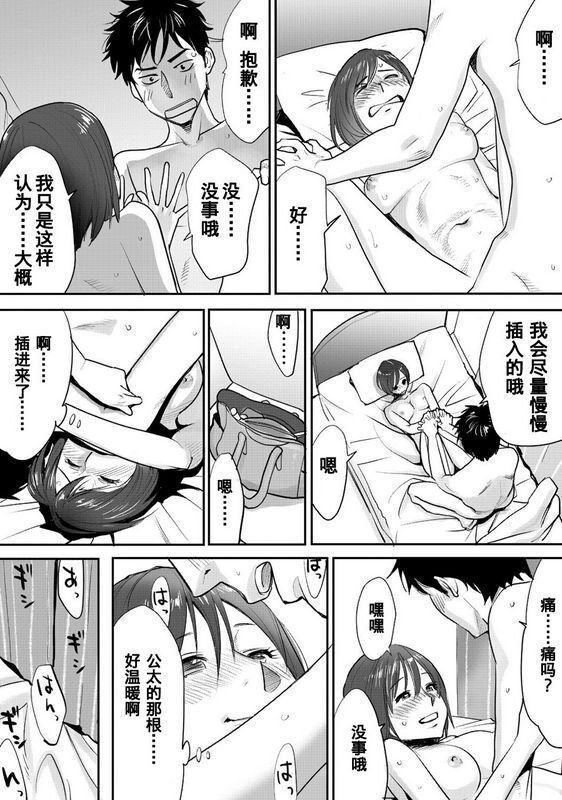 啊……
好……
啊 抱歉……
没……
没事哦
我只是这样
认为……大概
我会尽量慢慢
插入的哦
嗯
啊……
嗯……
啊……
插进来了……
痛……痛吗?
嘿嘿
没事哦
はっ
はっ
公太的那根……
好温暖啊
あっ
ギシ
はん
ギシ
はっ